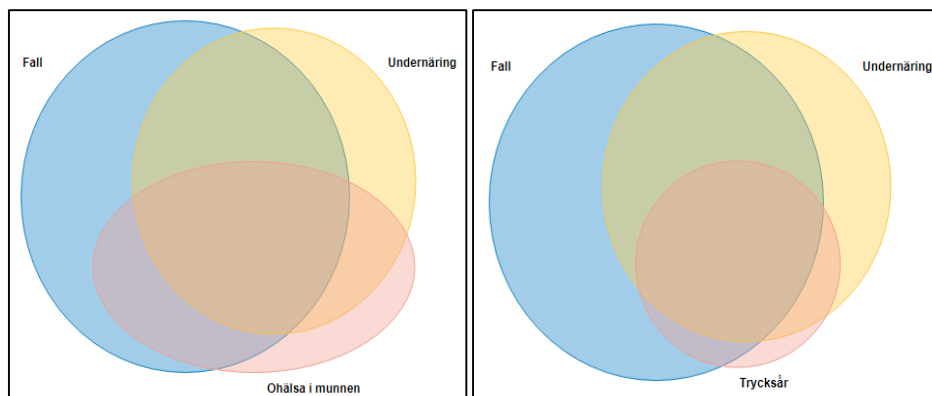 Fall
Undernäring
Ohälsa i munnen
Fall
Undernäring
Trycksår